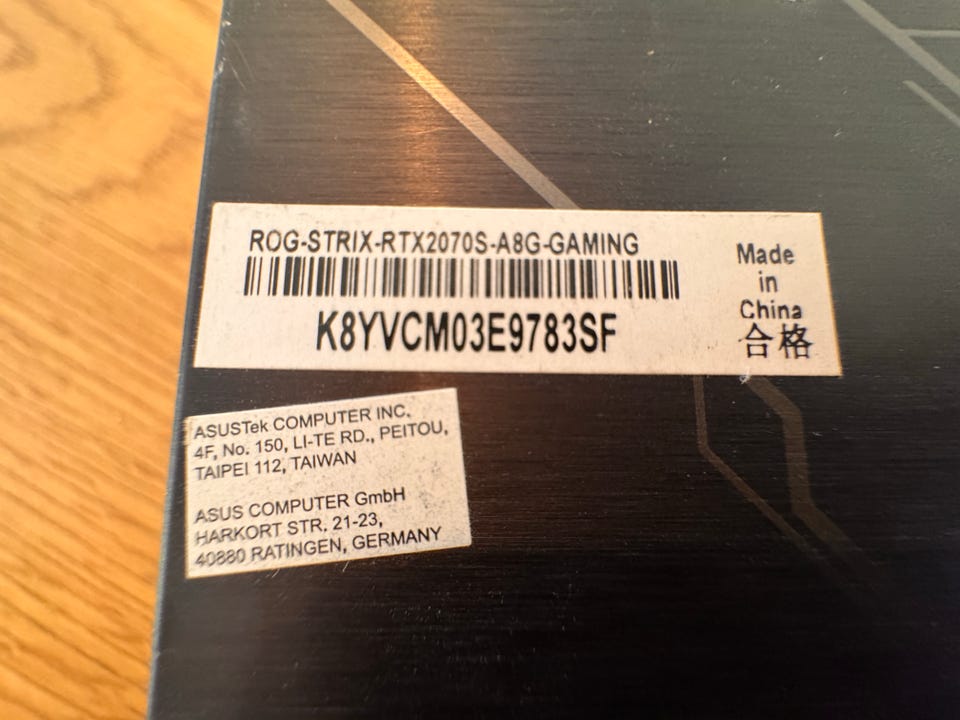 ROG-STRIX-RTX2070S-A8G-GAMING
K8YVCM03E9783SF
Made
in
China
合格
ASUSTek COMPUTER INC.
4F, No. 150, LI-TE RD., PEITOU,
TAIPEI 112, TAIWAN
ASUS COMPUTER GmbH
HARKORT STR. 21-23,
40880 RATINGEN, GERMANY